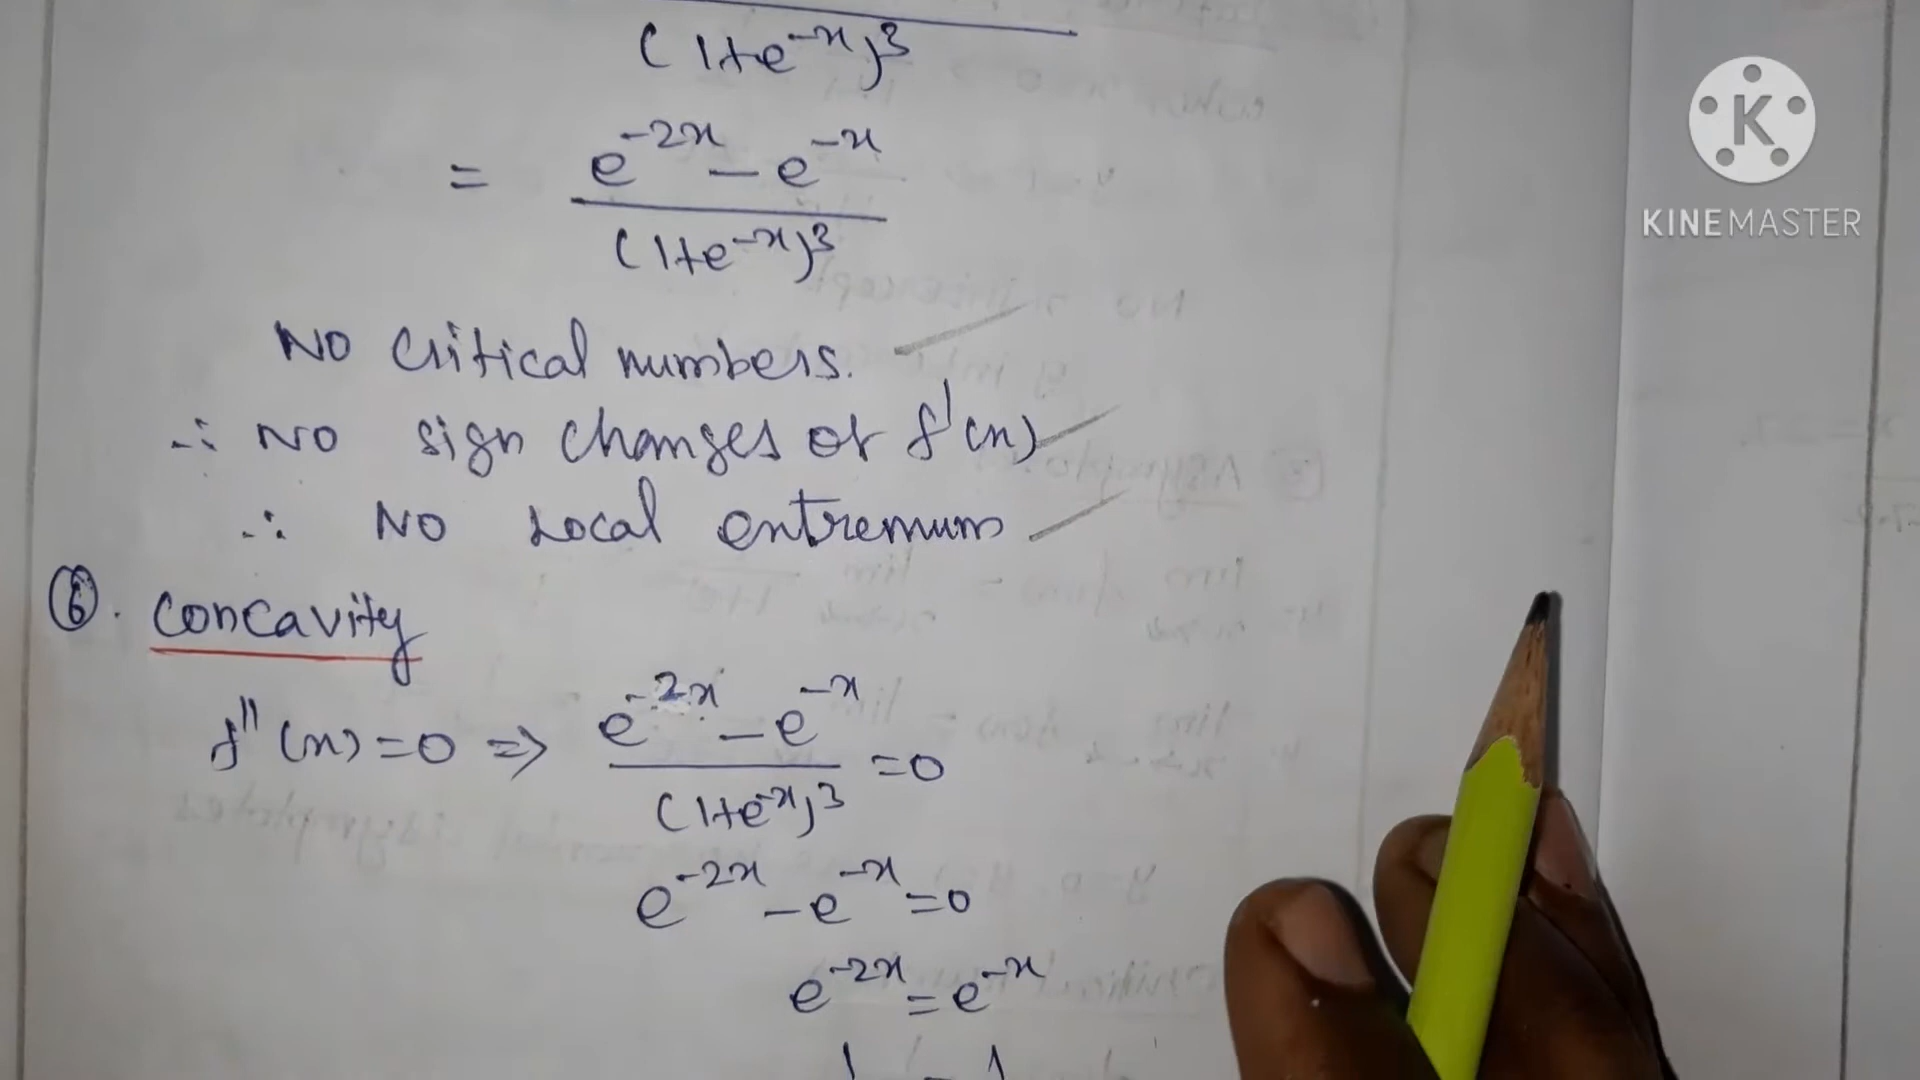 (1+e^-x)^3
= (e^-2x - e^-x) / (1+e^-x)^3
K
KINEMASTER
No critical numbers.
∴ No sign changes of f'(x)
∴ No Local extremum
⑥. Concavity
f''(x)=0 => (e^-2x - e^-x) / (1+e^-x)^3 = 0
e^-2x - e^-x = 0
e^-2x = e^-x